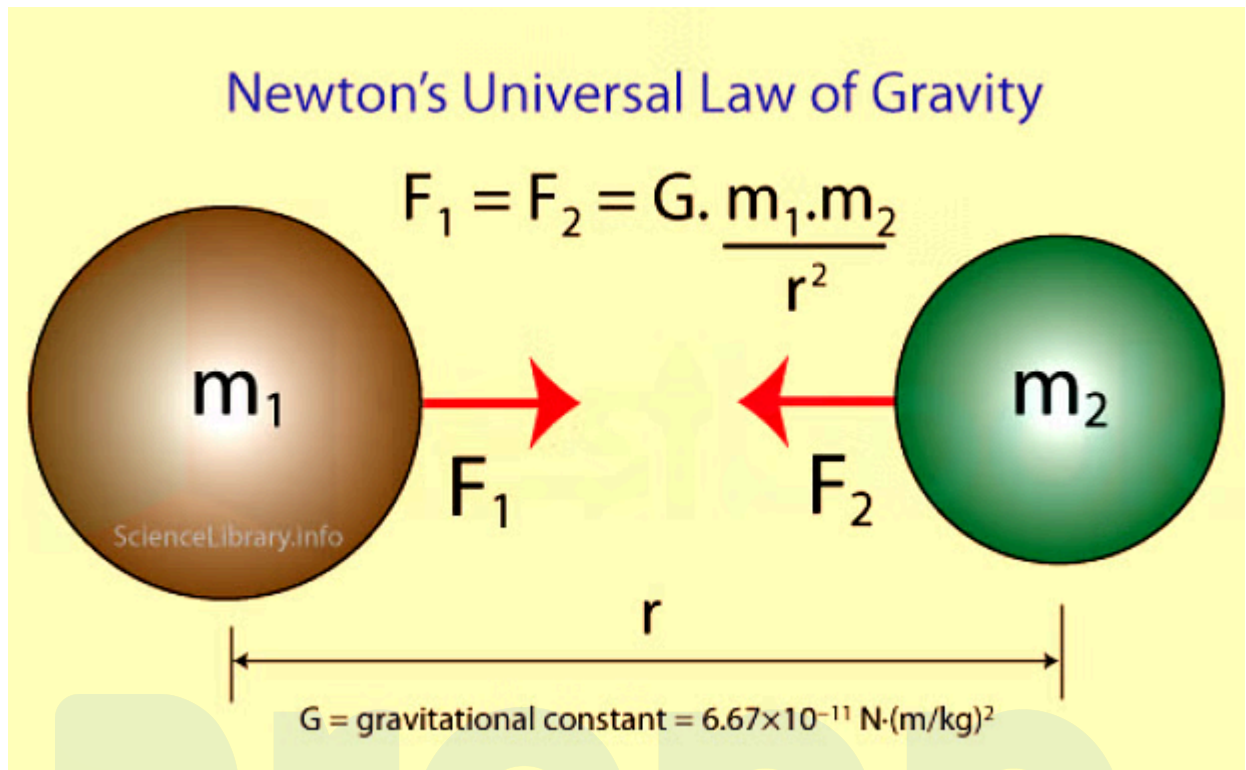 Newton's Universal Law of Gravity
F₁ = F₂ = G. m₁.m₂
r²
m₁
m₂
F₁
F₂
ScienceLibrary.info
r
G = gravitational constant = 6.67×10⁻¹¹ N·(m/kg)²